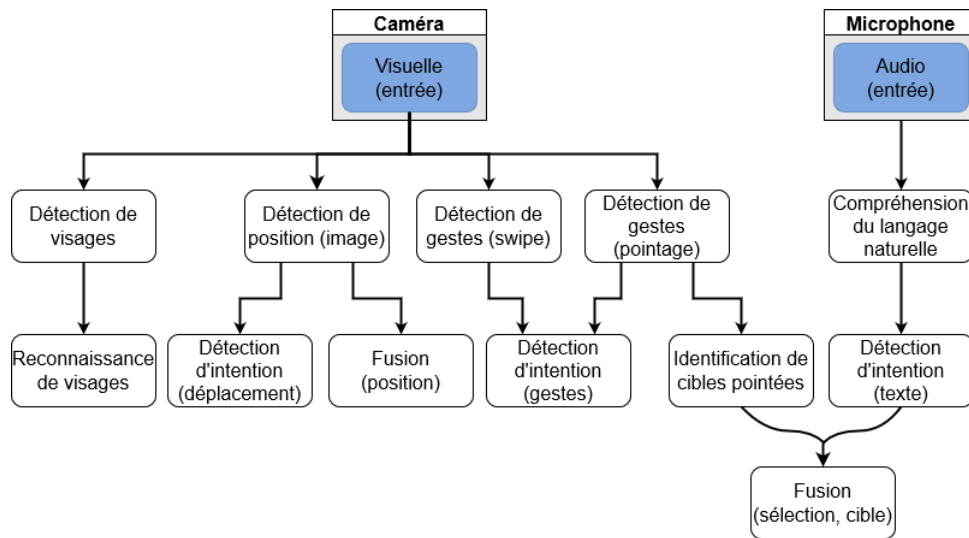 Caméra
Microphone
Visuelle
(entrée)
Audio
(entrée)
Détection de
visages
Détection de
position (image)
Détection de
gestes (swipe)
Détection de
gestes
(pointage)
Compréhension
du langage
naturelle
Reconnaissance
de visages
Détection
d'intention
(déplacement)
Fusion
(position)
Détection
d'intention
(gestes)
Identification de
cibles pointées
Détection
d'intention
(texte)
Fusion
(sélection, cible)